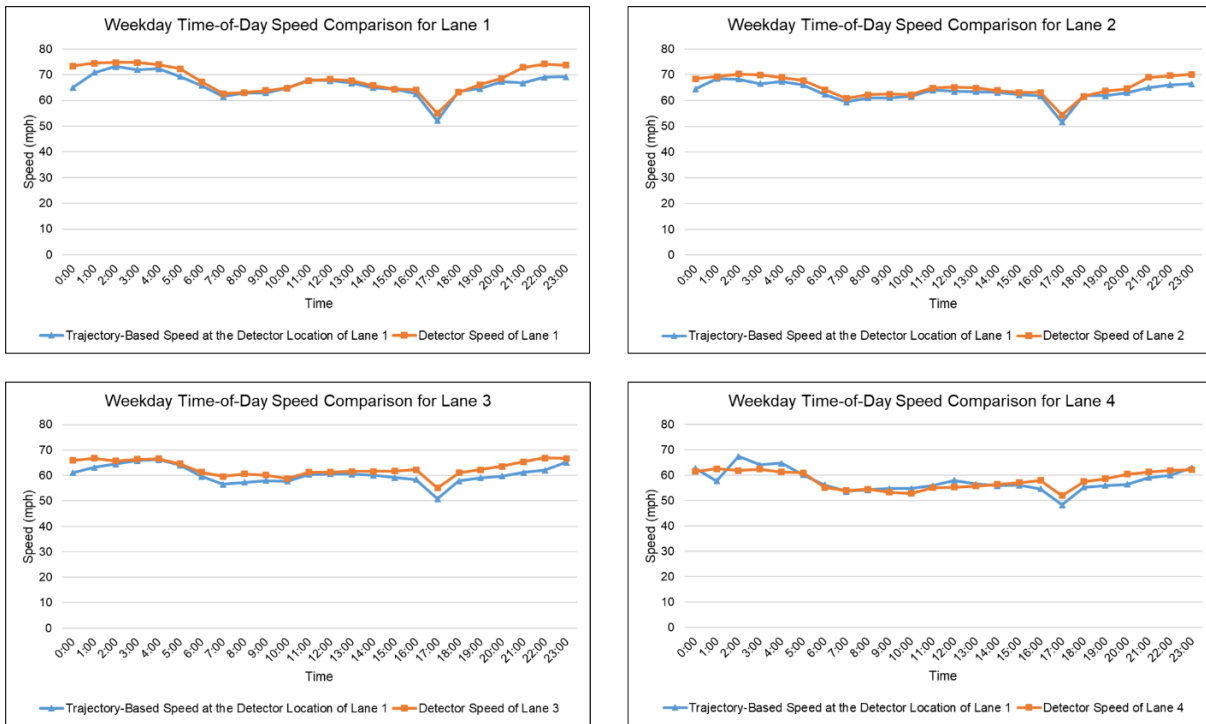 Weekday Time-of-Day Speed Comparison for Lane 1
80
70
60
50
40
30
20
10
0
Speed (mph)
0:00 1:00 2:00 3:00 4:00 5:00 6:00 7:00 8:00 9:00 10:00 11:00 12:00 13:00 14:00 15:00 16:00 17:00 18:00 19:00 20:00 21:00 22:00 23:00
Time
Trajectory-Based Speed at the Detector Location of Lane 1 Detector Speed of Lane 1
Weekday Time-of-Day Speed Comparison for Lane 2
80
70
60
50
40
30
20
10
0
Speed (mph)
0:00 1:00 2:00 3:00 4:00 5:00 6:00 7:00 8:00 9:00 10:00 11:00 12:00 13:00 14:00 15:00 16:00 17:00 18:00 19:00 20:00 21:00 22:00 23:00
Time
Trajectory-Based Speed at the Detector Location of Lane 1 Detector Speed of Lane 2
Weekday Time-of-Day Speed Comparison for Lane 3
80
70
60
50
40
30
20
10
0
Speed (mph)
0:00 1:00 2:00 3:00 4:00 5:00 6:00 7:00 8:00 9:00 10:00 11:00 12:00 13:00 14:00 15:00 16:00 17:00 18:00 19:00 20:00 21:00 22:00 23:00
Time
Trajectory-Based Speed at the Detector Location of Lane 1 Detector Speed of Lane 3
Weekday Time-of-Day Speed Comparison for Lane 4
80
70
60
50
40
30
20
10
0
Speed (mph)
0:00 1:00 2:00 3:00 4:00 5:00 6:00 7:00 8:00 9:00 10:00 11:00 12:00 13:00 14:00 15:00 16:00 17:00 18:00 19:00 20:00 21:00 22:00 23:00
Time
Trajectory-Based Speed at the Detector Location of Lane 1 Detector Speed of Lane 4